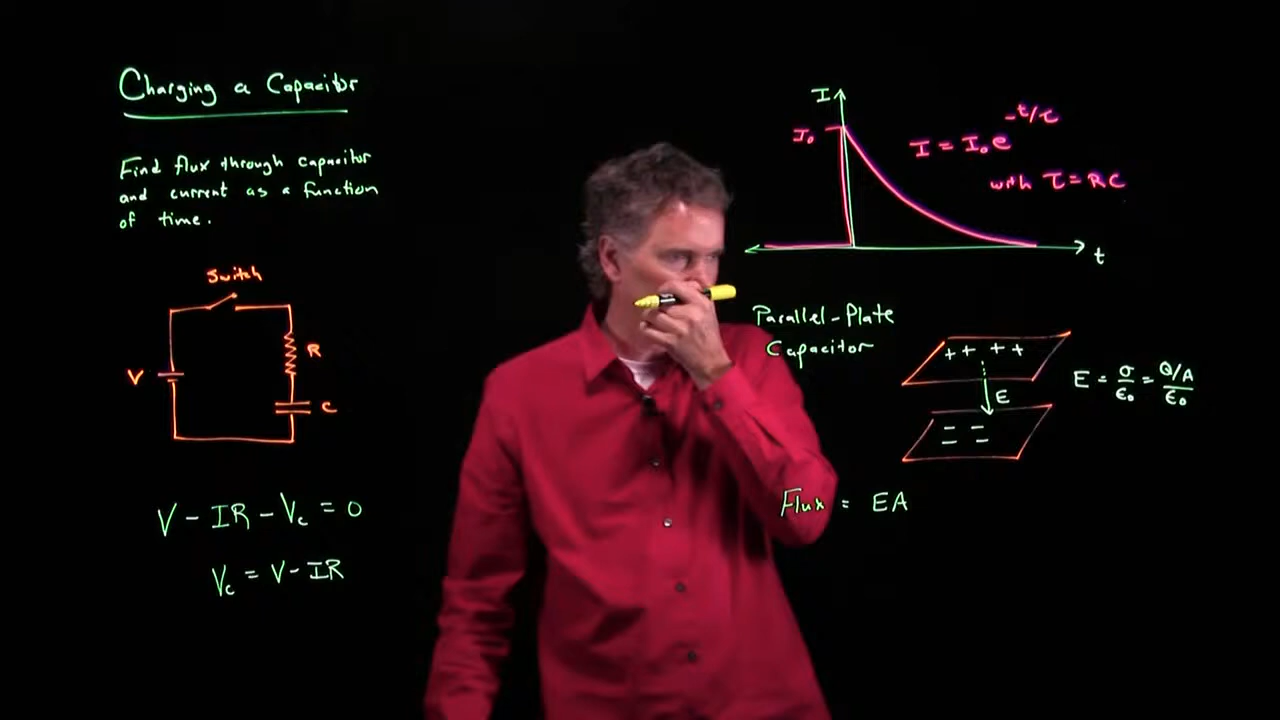 Charging a Capacitor
Find flux through capacitor
and current as a function
of time.
Switch
V
R
C
V - IR - Vc = 0
Vc = V - IR
I
I₀
I = I₀e^(-t/τ)
with τ = RC
t
Parallel-Plate
Capacitor
+ + + +
E
– –
– –
E = σ/ε₀ = Q/A/ε₀
Flux = EA